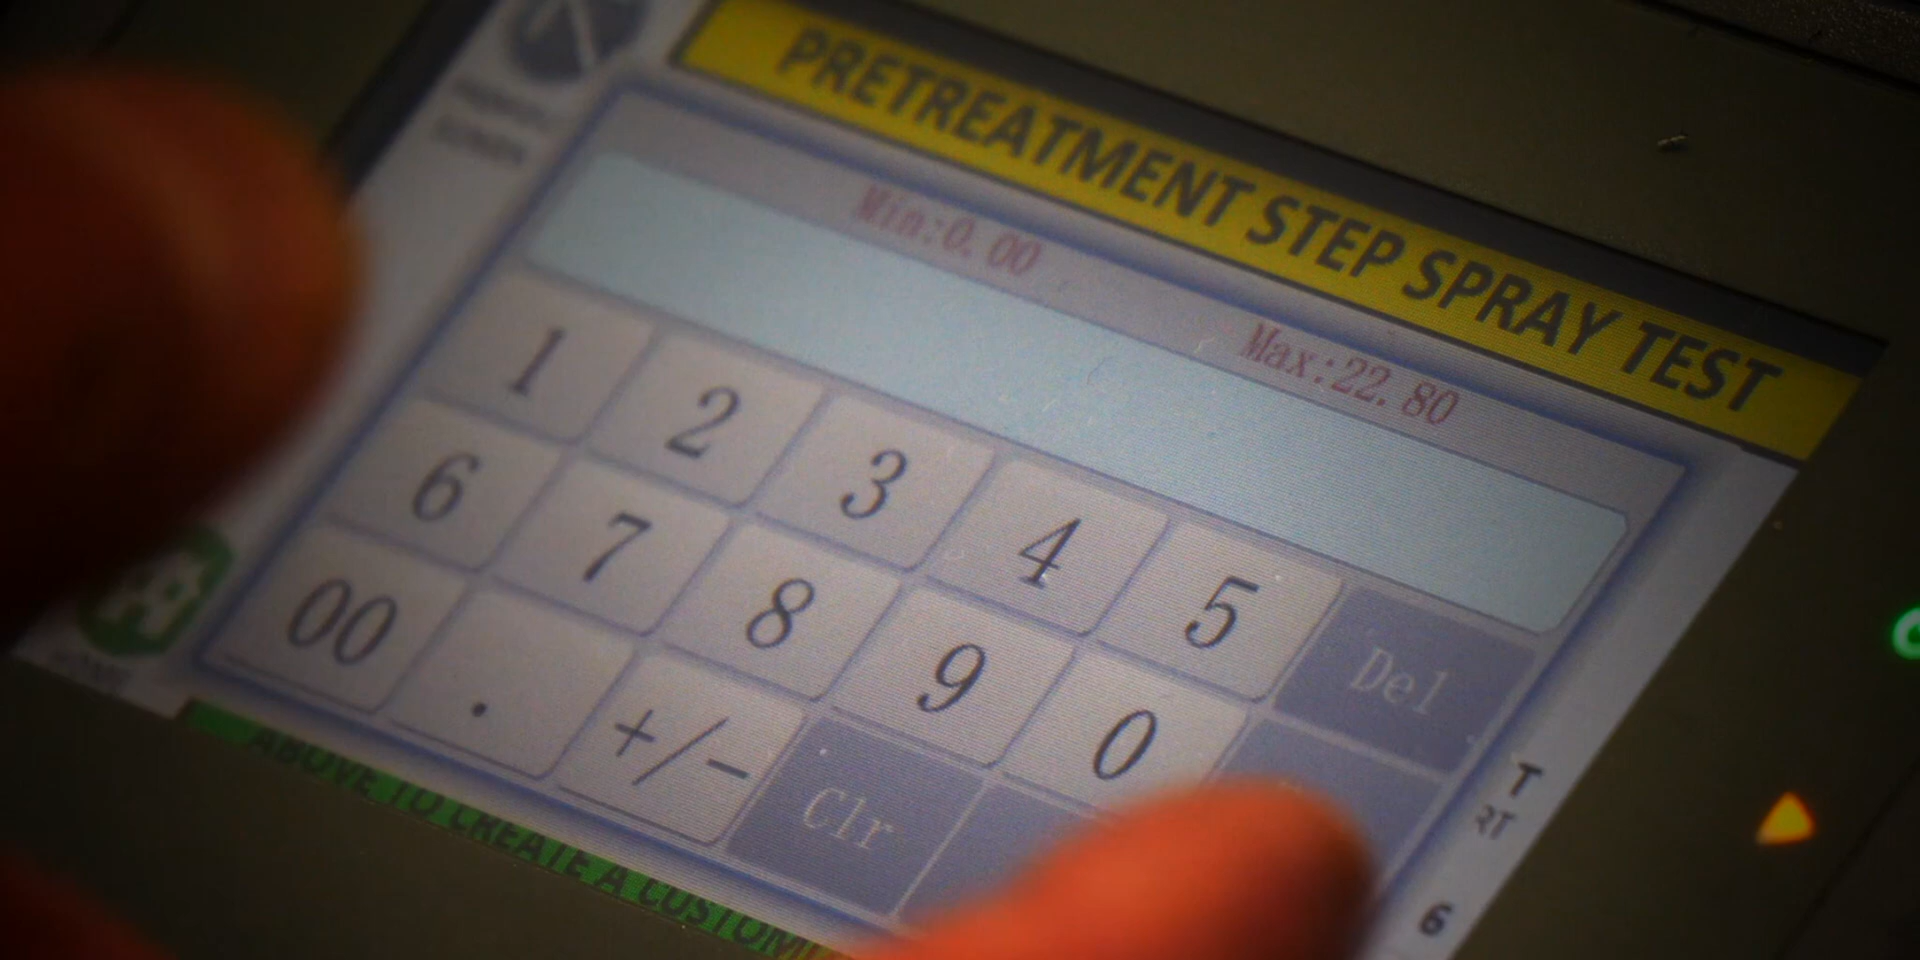 PRETREATMENT STEP SPRAY TEST
Min:0.00 Max:22.80
1 2 3 4 5 Del
6 7 8 9 0
00 . +/- Clr
T
RT
6
ABOVE TO CREATE A